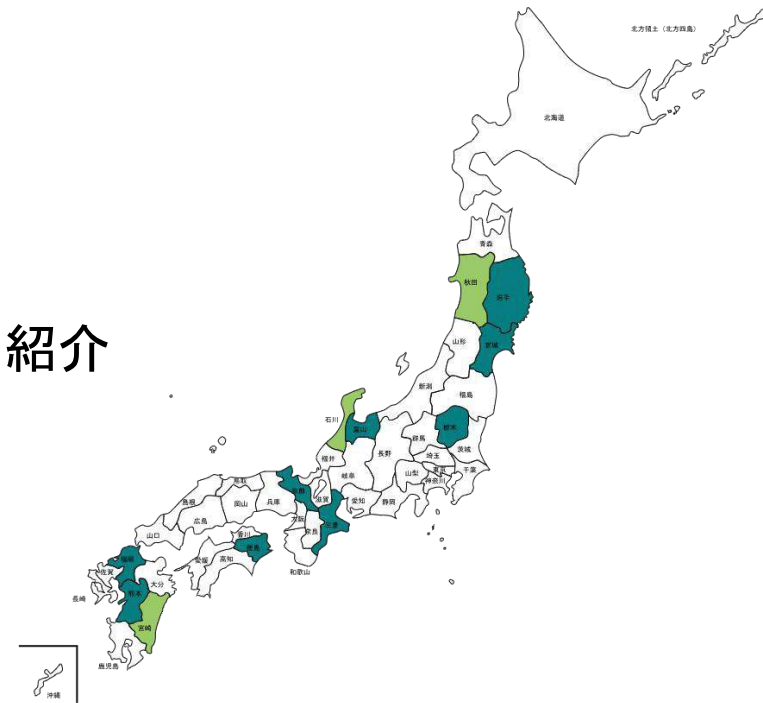 北方領土（北方四島）
北海道
青森
秋田
岩手
山形
宮城
紹介
新潟
福島
石川
富山
栃木
群馬
長野
茨城
福井
埼玉
岐阜
山梨
東京
千葉
神奈川
鳥取
京都
滋賀
愛知
静岡
島根
岡山
兵庫
大阪
三重
広島
奈良
山口
香川
徳島
愛媛
高知
和歌山
福岡
佐賀
大分
熊本
長崎
宮崎
鹿児島
沖縄